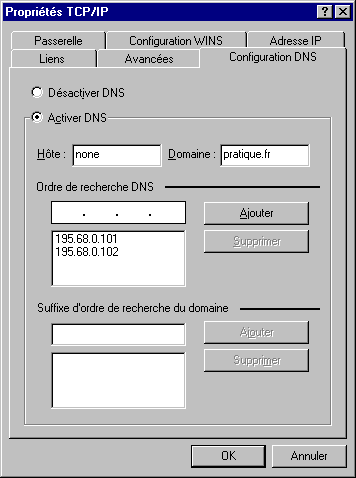 Propriétés TCP/IP
Passerelle Configuration WINS Adresse IP
Liens Avancées Configuration DNS
Désactiver DNS
Activer DNS
Hôte : none Domaine : pratique.fr
Ordre de recherche DNS
. . . Ajouter
195.68.0.101
195.68.0.102
Supprimer
Suffixe d'ordre de recherche du domaine
Ajouter
Supprimer
OK Annuler